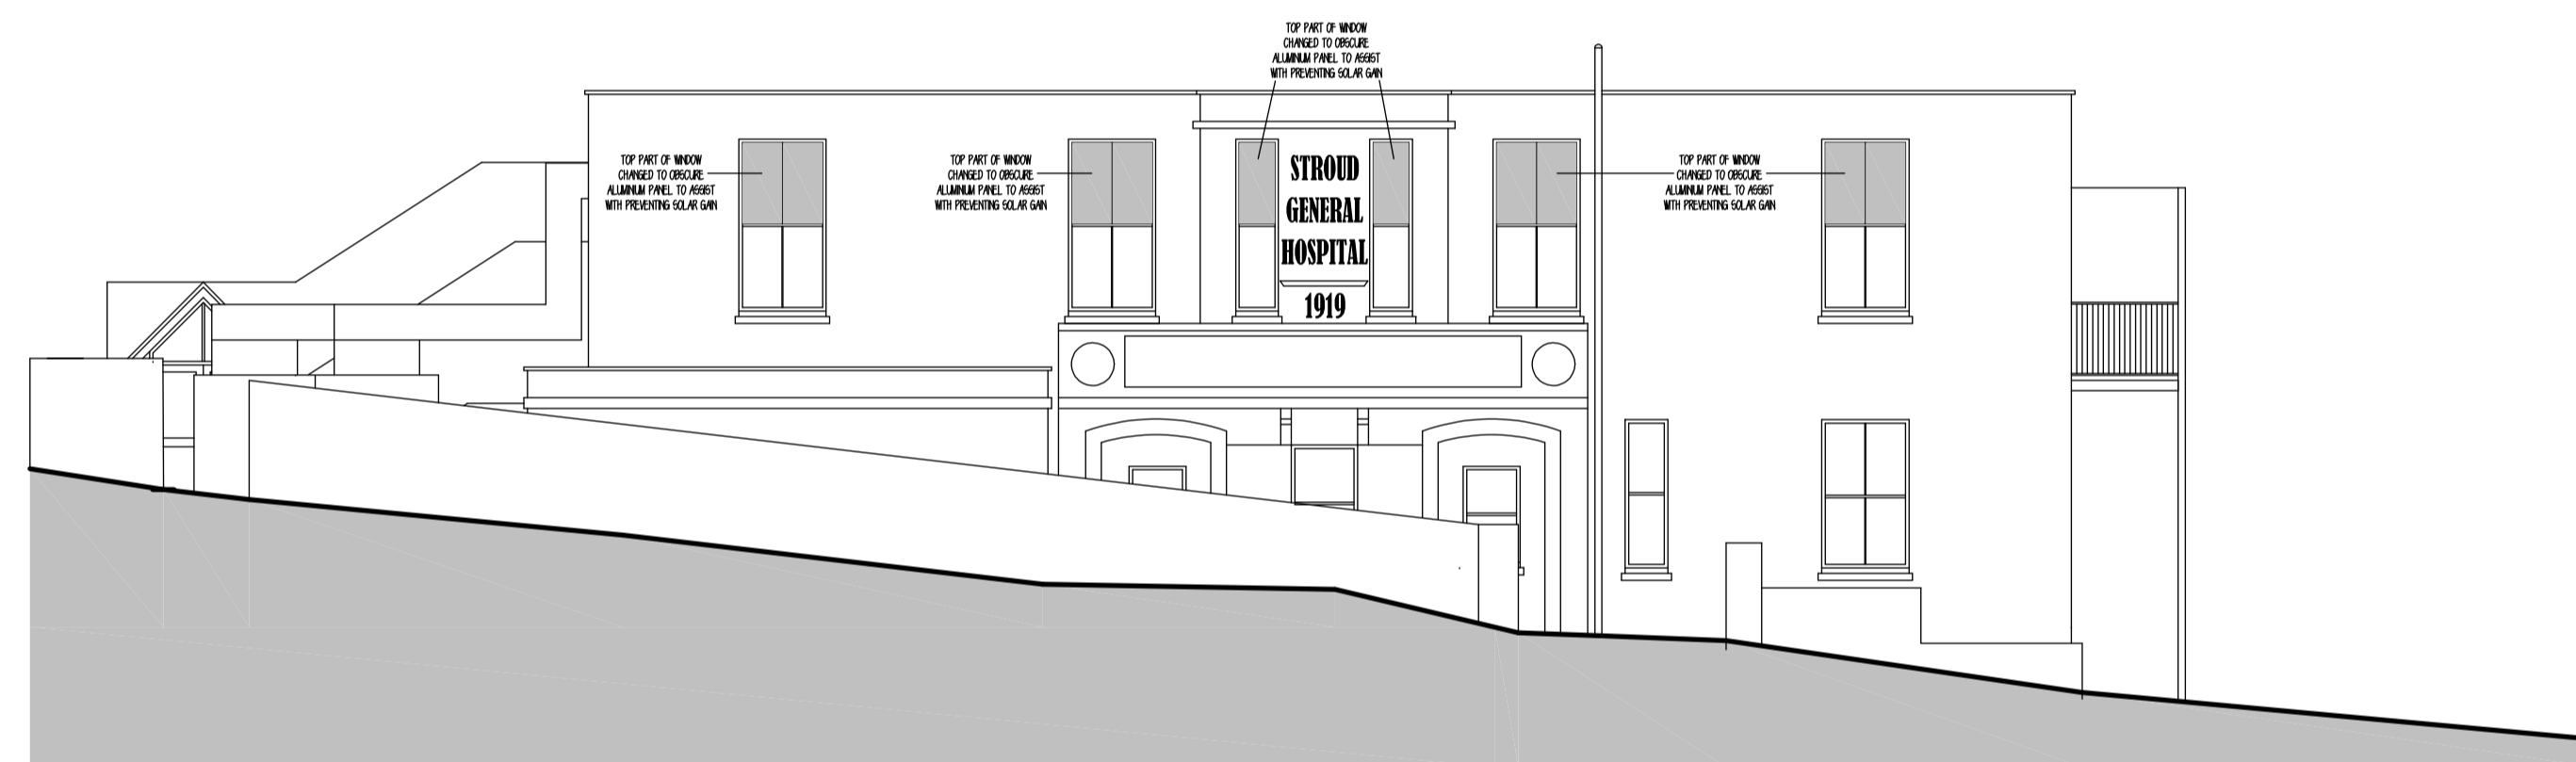 TOP PART OF WINDOW
CHANGED TO OBSCURE
ALUMINIUM PANEL TO ASSIST
WITH PREVENTING SOLAR GAIN
TOP PART OF WINDOW
CHANGED TO OBSCURE
ALUMINIUM PANEL TO ASSIST
WITH PREVENTING SOLAR GAIN
TOP PART OF WINDOW
CHANGED TO OBSCURE
ALUMINIUM PANEL TO ASSIST
WITH PREVENTING SOLAR GAIN
STROUD
GENERAL
HOSPITAL
1919
TOP PART OF WINDOW
CHANGED TO OBSCURE
ALUMINIUM PANEL TO ASSIST
WITH PREVENTING SOLAR GAIN